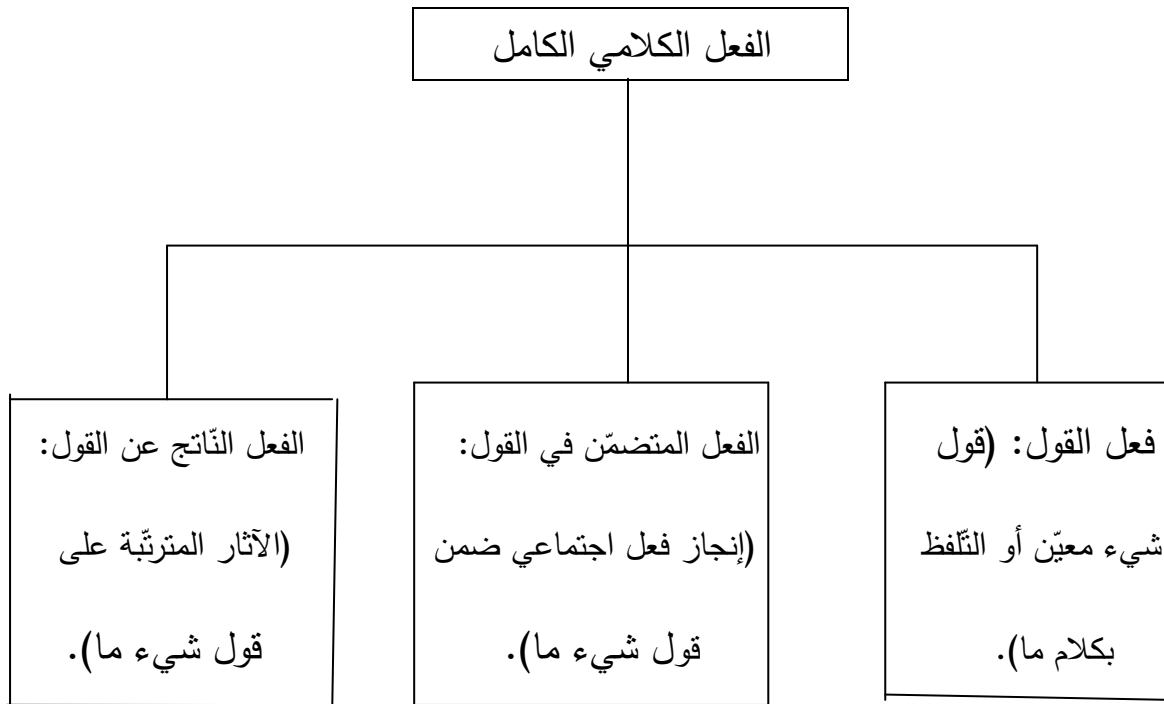 الفعل الكلامي الكامل
فعل القول: (قول
شيء معيّن أو التّلفظ
بكلام ما).
الفعل المتضمّن في القول:
(إنجاز فعل اجتماعي ضمن
قول شيء ما).
الفعل النّاتج عن القول:
(الآثار المترتّبة على
قول شيء ما).